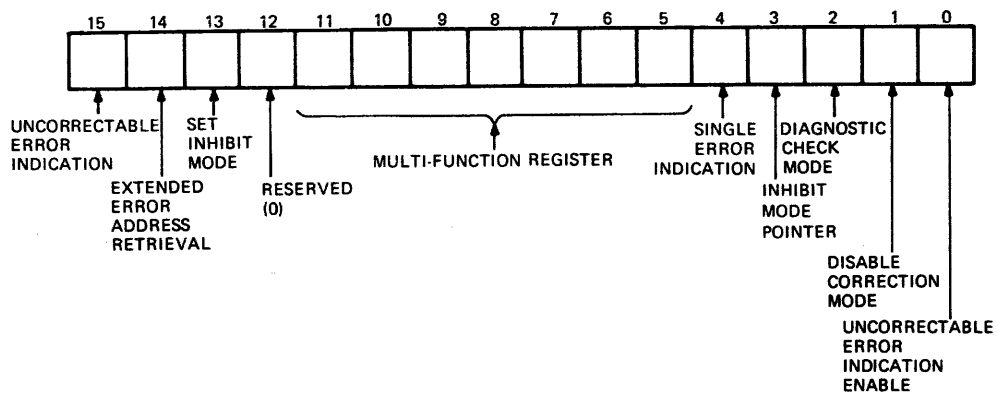 15 14 13 12 11 10 9 8 7 6 5 4 3 2 1 0
UNCORRECTABLE
ERROR
INDICATION
EXTENDED
ERROR
ADDRESS
RETRIEVAL
SET
INHIBIT
MODE
RESERVED
(0)
MULTI-FUNCTION REGISTER
SINGLE
ERROR
INDICATION
INHIBIT
MODE
POINTER
DIAGNOSTIC
CHECK
MODE
DISABLE
CORRECTION
MODE
UNCORRECTABLE
ERROR
INDICATION
ENABLE